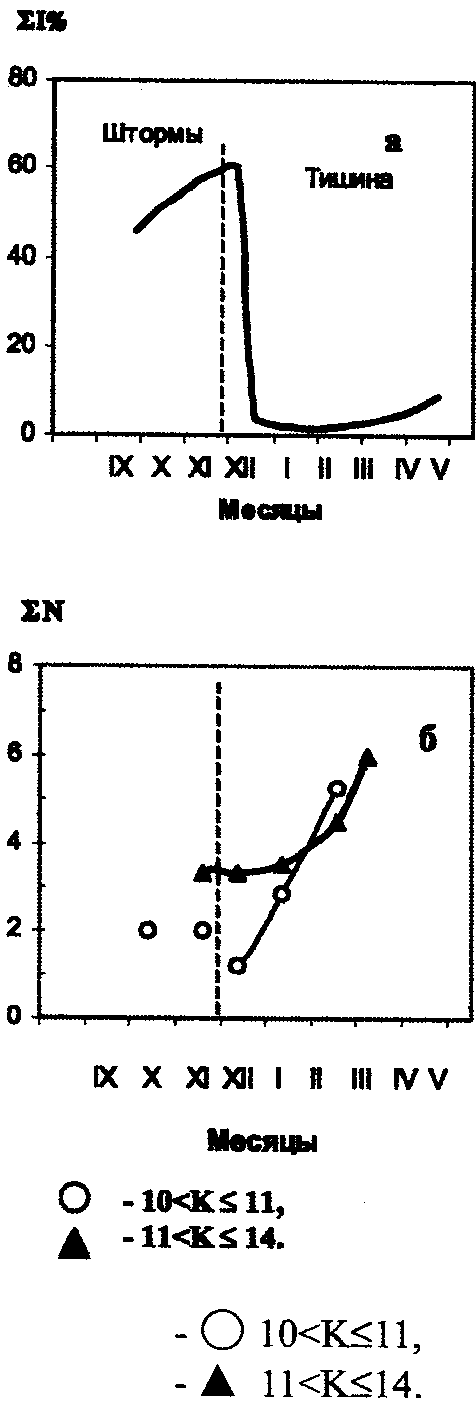 ΣI%
80
Штормы а
60
Тишина
40
20
0
IX X XI XII I II III IV V
Месяцы
ΣN
8
б
6
4
2
0
IX X XI XII I II III IV V
Месяцы
- 10<K≤ 11,
- 11<K≤ 14.
- 10<K≤11,
- 11<K≤14.